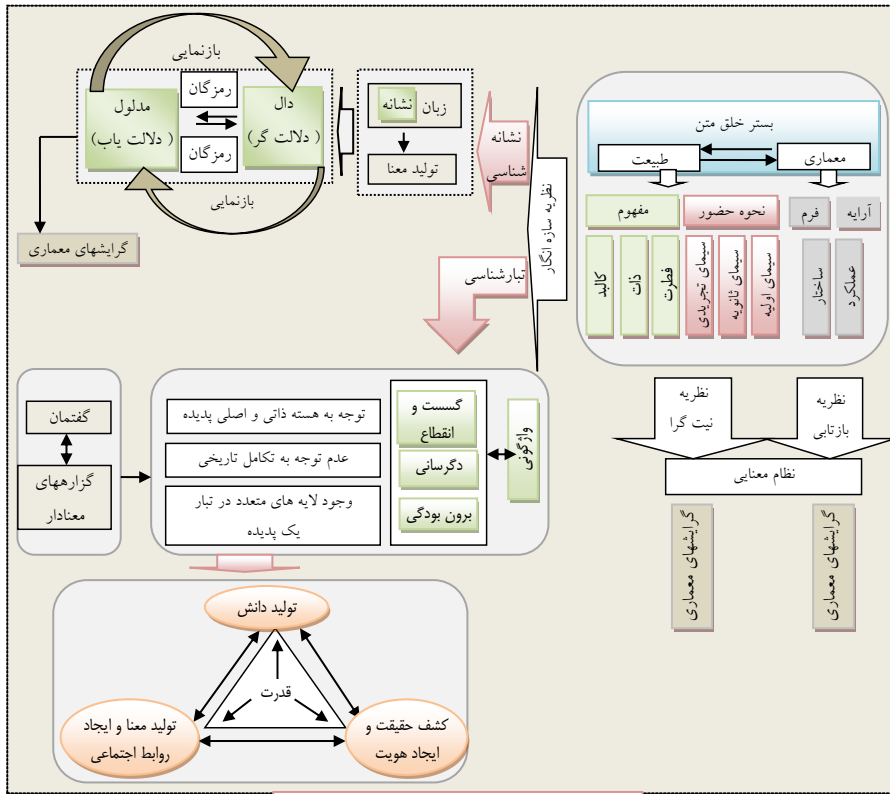 بستر خلق متن
معماری
طبیعت
آرایه
فرم
عملکرد
ساختار
نحوه حضور
سیمای اولیه
سیمای ثانویه
سیمای تجریدی
مفهوم
فطرت
ذات
کالبد
نظریه
بازتابی
نظریه
نیت گرا
نظام معنایی
گرایشهای معماری
گرایشهای معماری
نظریه سازه انگار
نشانه
شناسی
تبارشناسی
زبان
نشانه
تولید معنا
بازنمایی
دال
( دلالت گر)
رمزگان
رمزگان
مدلول
( دلالت یاب)
بازنمایی
گرایشهای معماری
واژگونی
گسست و
انقطاع
دگرسانی
برون بودگی
توجه به هسته ذاتی و اصلی پدیده
عدم توجه به تکامل تاریخی
وجود لایه های متعدد در تبار
یک پدیده
گفتمان
گزارههای
معنادار
تولید دانش
قدرت
کشف حقیقت و
ایجاد هویت
تولید معنا و ایجاد
روابط اجتماعی